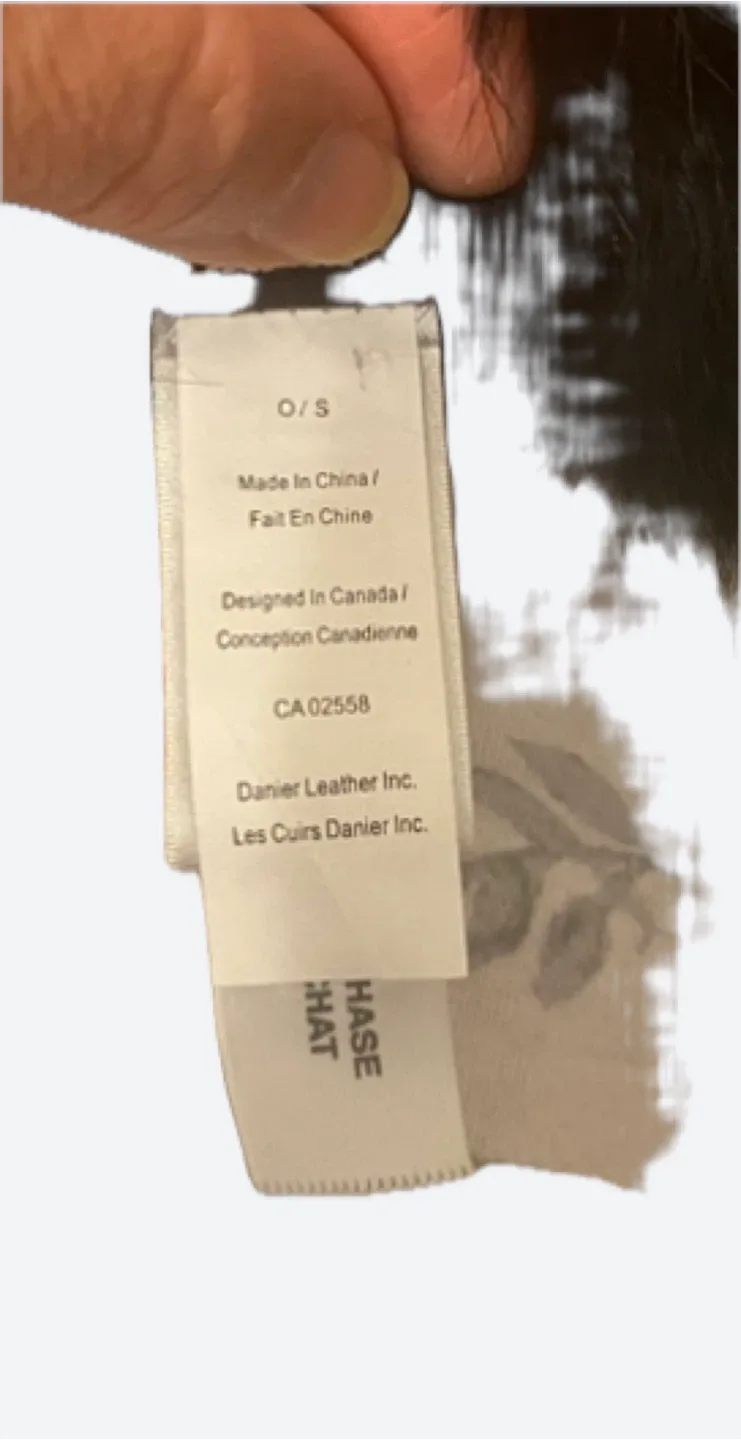 O/S
Made In China /
Fait En Chine
Designed In Canada /
Conception Canadienne
CA 02558
Danier Leather Inc.
Les Cuirs Danier Inc.
HASE
HAT